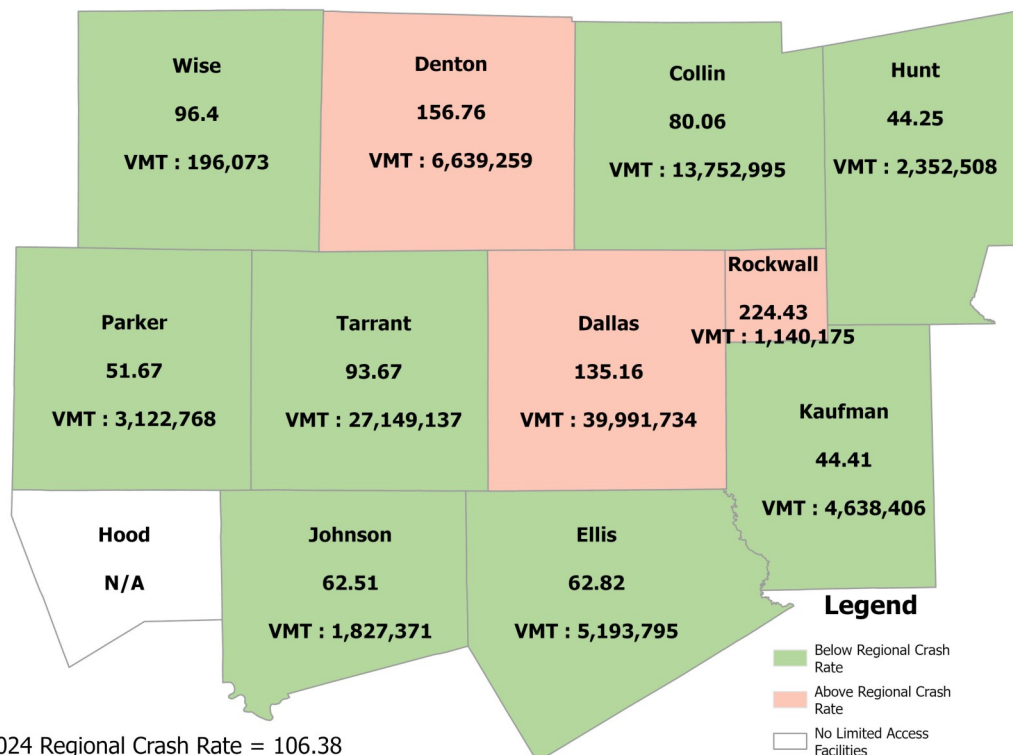 Wise
96.4
VMT : 196,073
Denton
156.76
VMT : 6,639,259
Collin
80.06
VMT : 13,752,995
Hunt
44.25
VMT : 2,352,508
Parker
51.67
VMT : 3,122,768
Tarrant
93.67
VMT : 27,149,137
Dallas
135.16
VMT : 39,991,734
Rockwall
224.43
VMT : 1,140,175
Kaufman
44.41
VMT : 4,638,406
Hood
N/A
Johnson
62.51
VMT : 1,827,371
Ellis
62.82
VMT : 5,193,795
Legend
Below Regional Crash
Rate
Above Regional Crash
Rate
No Limited Access
Facilities
024 Regional Crash Rate = 106.38